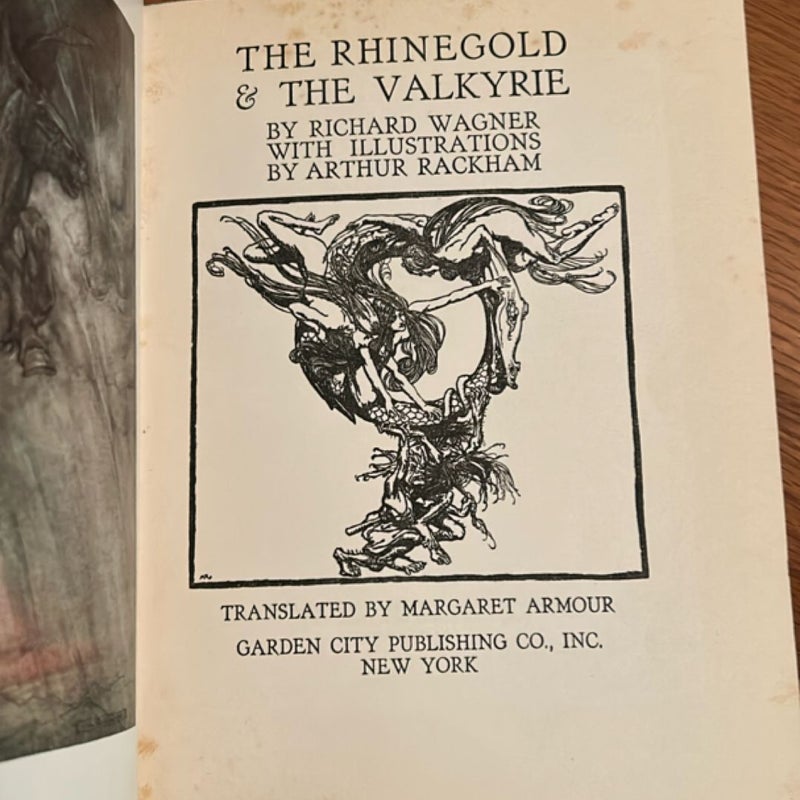 THE RHINEGOLD
& THE VALKYRIE
BY RICHARD WAGNER
WITH ILLUSTRATIONS
BY ARTHUR RACKHAM
TRANSLATED BY MARGARET ARMOUR
GARDEN CITY PUBLISHING CO., INC.
NEW YORK